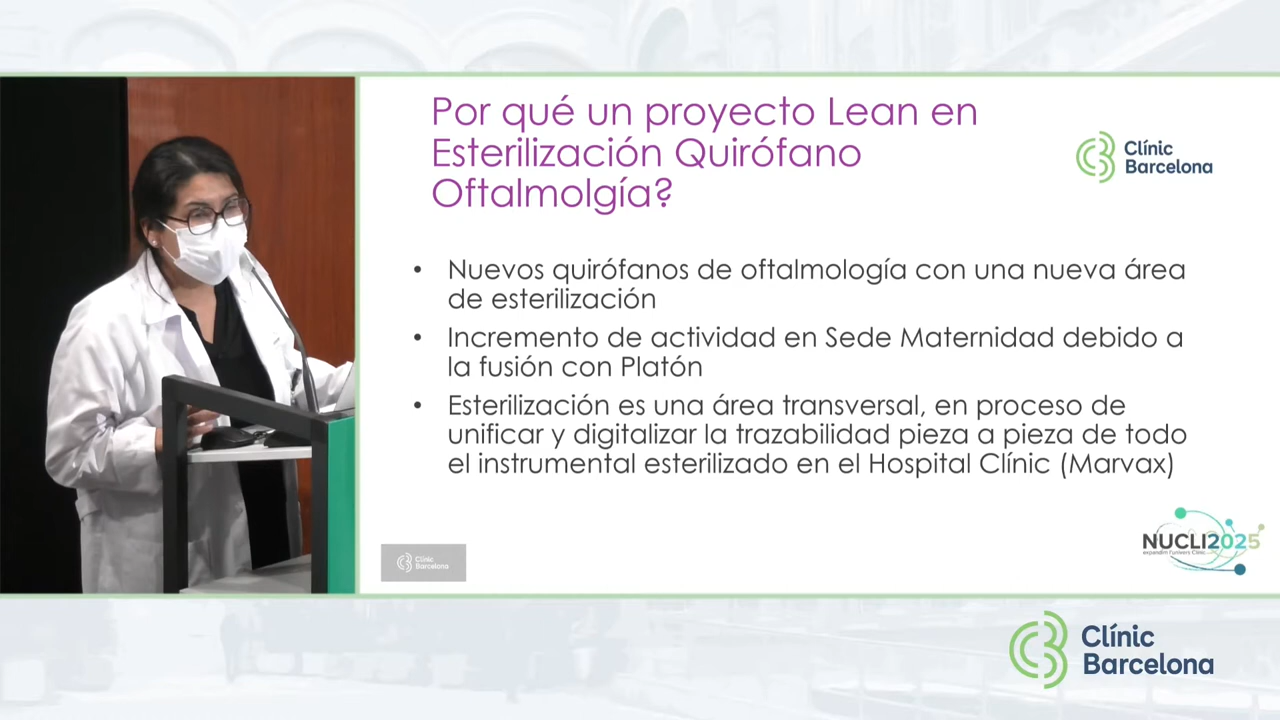 Por qué un proyecto Lean en
Esterilización Quirófano
Oftalmolgía?
Clínic
Barcelona
• Nuevos quirófanos de oftalmología con una nueva área
de esterilización
• Incremento de actividad en Sede Maternidad debido a
la fusión con Platón
• Esterilización es una área transversal, en proceso de
unificar y digitalizar la trazabilidad pieza a pieza de todo
el instrumental esterilizado en el Hospital Clínic (Marvax)
NUCLI2025
expandim l'univers Clínic
Clínic
Barcelona
Clínic
Barcelona